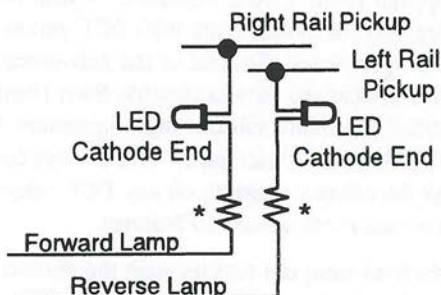 Right Rail Pickup
Left Rail
Pickup
LED
Cathode End
LED
Cathode End
*
*
Forward Lamp
Reverse Lamp